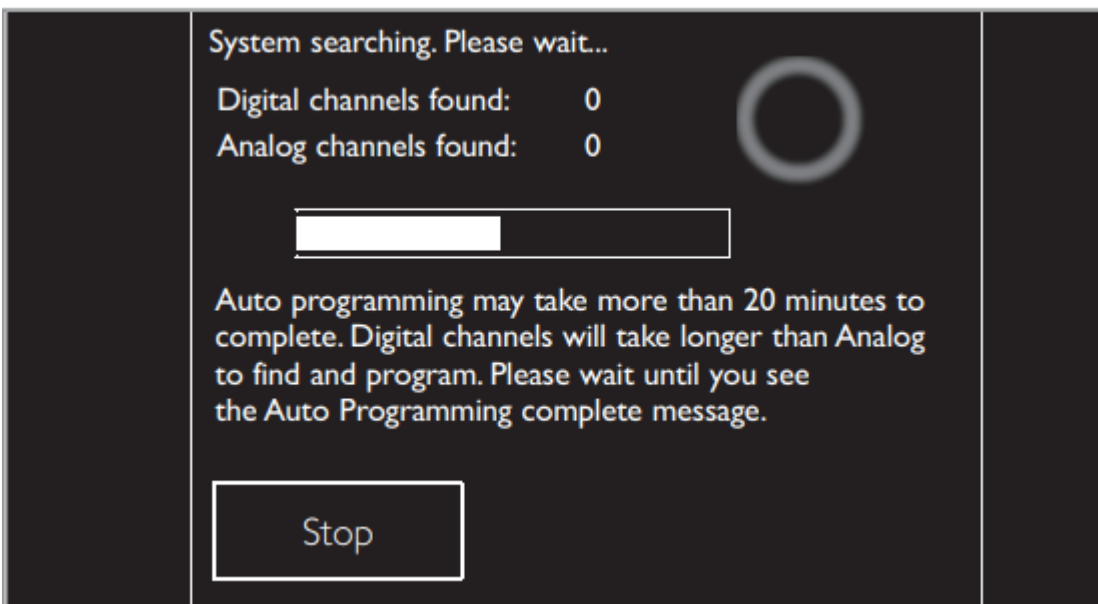 System searching. Please wait...
Digital channels found: 0
Analog channels found: 0
Auto programming may take more than 20 minutes to
complete. Digital channels will take longer than Analog
to find and program. Please wait until you see
the Auto Programming complete message.
Stop